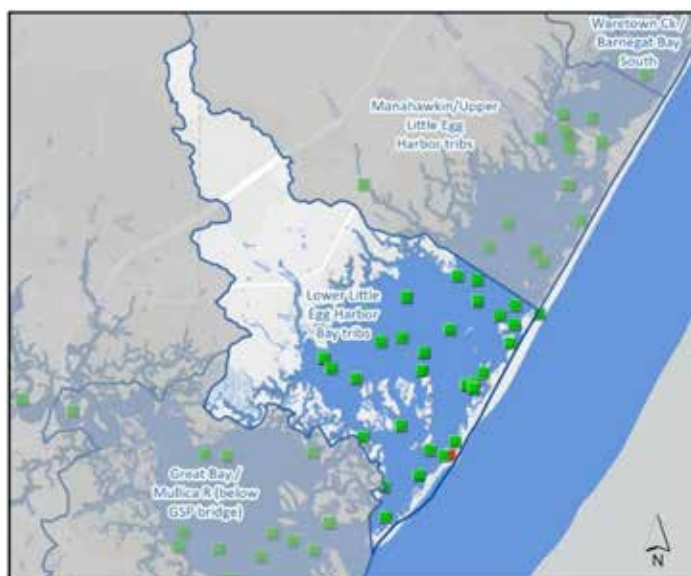 Waretown Ck /
Barnegat Bay
South
Manahawkin/Upper
Little Egg
Harbor tribs
Lower Little
Egg Harbor
Bay tribs
Great Bay /
Mullica R (below
GSP bridge)
N